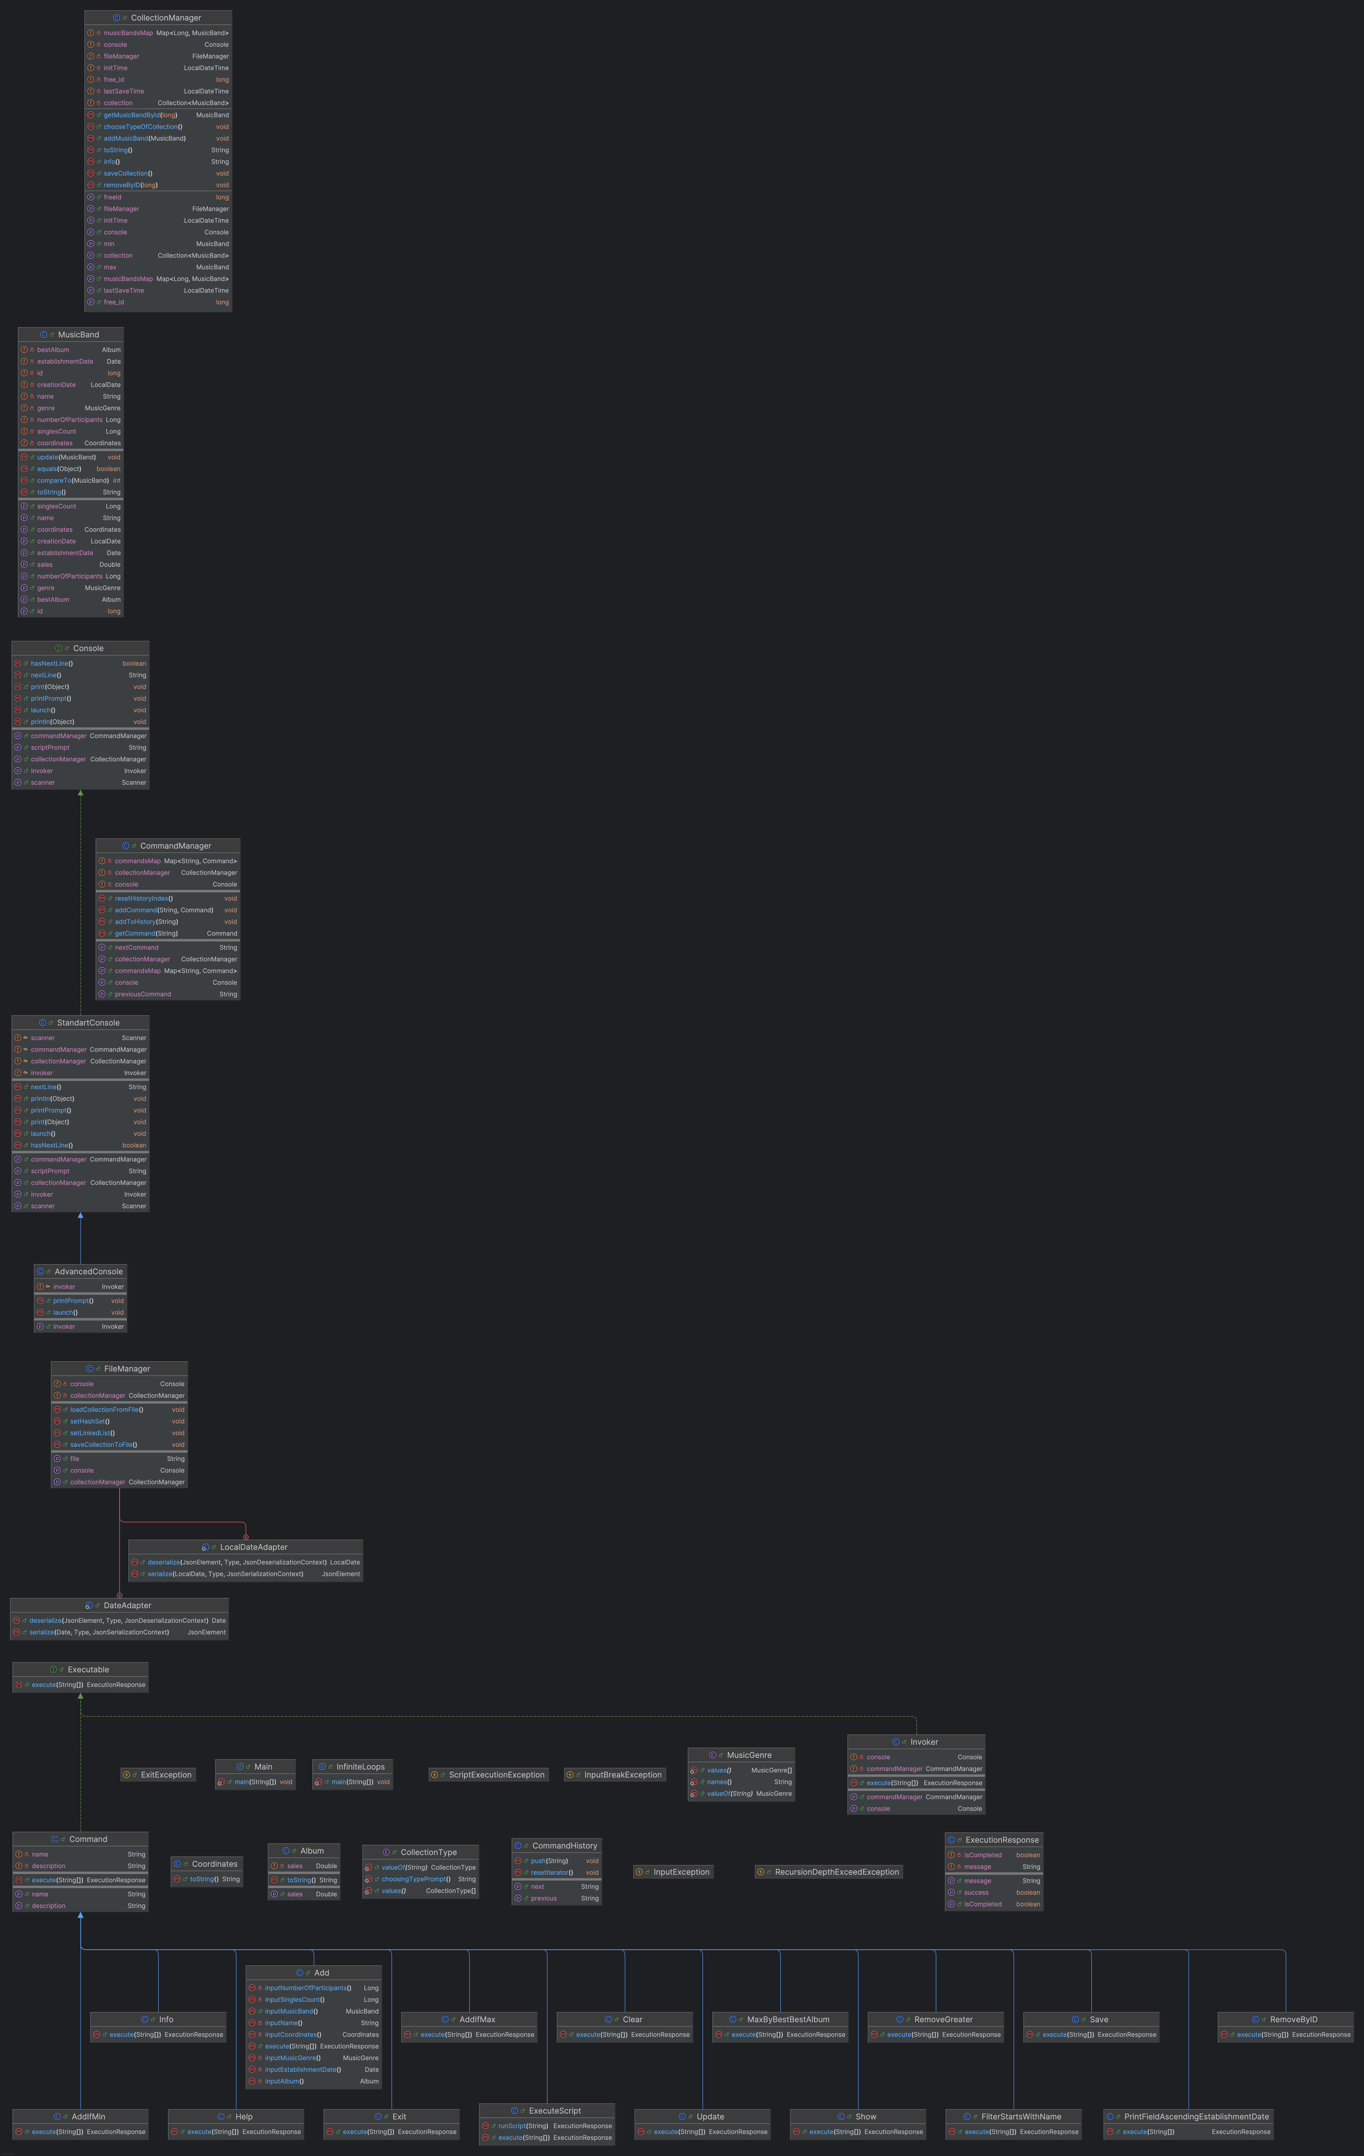 CollectionManager
musicBandsMap Map<Long, MusicBand>
console Console
fileManager FileManager
initTime LocalDateTime
free_id long
lastSaveTime LocalDateTime
collection Collection<MusicBand>
getMusicBandById(long) MusicBand
chooseTypeOfCollection() void
addMusicBand(MusicBand) void
toString() String
info() String
saveCollection() void
removeByID(long) void
freeId long
fileManager FileManager
initTime LocalDateTime
console Console
min MusicBand
collection Collection<MusicBand>
max MusicBand
musicBandsMap Map<Long, MusicBand>
lastSaveTime LocalDateTime
free_id long
MusicBand
bestAlbum Album
establishmentDate Date
id long
creationDate LocalDate
name String
genre MusicGenre
numberOfParticipants Long
singlesCount Long
coordinates Coordinates
update(MusicBand) void
equals(Object) boolean
compareTo(MusicBand) int
toString() String
singlesCount Long
name String
coordinates Coordinates
creationDate LocalDate
establishmentDate Date
sales Double
numberOfParticipants Long
genre MusicGenre
bestAlbum Album
id long
Console
hasNextLine() boolean
nextLine() String
print(Object) void
printPrompt() void
launch() void
println(Object) void
commandManager CommandManager
scriptPrompt String
collectionManager CollectionManager
invoker Invoker
scanner Scanner
CommandManager
commandsMap Map<String, Command>
collectionManager CollectionManager
console Console
resetHistoryIndex() void
addCommand(String, Command) void
addToHistory(String) void
getCommand(String) Command
nextCommand String
collectionManager CollectionManager
commandsMap Map<String, Command>
console Console
previousCommand String
StandartConsole
scanner Scanner
commandManager CommandManager
collectionManager CollectionManager
invoker Invoker
nextLine() String
println(Object) void
printPrompt() void
print(Object) void
launch() void
hasNextLine() boolean
commandManager CommandManager
scriptPrompt String
collectionManager CollectionManager
invoker Invoker
scanner Scanner
AdvancedConsole
invoker Invoker
printPrompt() void
launch() void
invoker Invoker
FileManager
console Console
collectionManager CollectionManager
loadCollectionFromFile() void
setHashSet() void
setLinkedList() void
saveCollectionToFile() void
file String
console Console
collectionManager CollectionManager
LocalDateAdapter
deserialize(JsonElement, Type, JsonDeserializationContext) LocalDate
serialize(LocalDate, Type, JsonSerializationContext) JsonElement
DateAdapter
deserialize(JsonElement, Type, JsonDeserializationContext) Date
serialize(Date, Type, JsonSerializationContext) JsonElement
Executable
execute(String[]) ExecutionResponse
ExitException
Main
main(String[]) void
InfiniteLoops
main(String[]) void
ScriptExecutionException
InputBreakException
MusicGenre
values() MusicGenre[]
names() String
valueOf(String) MusicGenre
Invoker
console Console
commandManager CommandManager
execute(String[]) ExecutionResponse
commandManager CommandManager
console Console
Command
name String
description String
execute(String[]) ExecutionResponse
name String
description String
Coordinates
toString() String
Album
sales Double
toString() String
sales Double
CollectionType
valueOf(String) CollectionType
choosingTypePrompt() String
values() CollectionType[]
CommandHistory
push(String) void
resetIterator() void
next String
previous String
InputException
RecursionDepthExceedException
ExecutionResponse
isCompleted boolean
message String
message String
success boolean
isCompleted boolean
Add
inputNumberOfParticipants() Long
inputSinglesCount() Long
inputMusicBand() MusicBand
inputName() String
inputCoordinates() Coordinates
execute(String[]) ExecutionResponse
inputMusicGenre() MusicGenre
inputEstablishmentDate() Date
inputAlbum() Album
Info
execute(String[]) ExecutionResponse
AddIfMax
execute(String[]) ExecutionResponse
Clear
execute(String[]) ExecutionResponse
MaxByBestBestAlbum
execute(String[]) ExecutionResponse
RemoveGreater
execute(String[]) ExecutionResponse
Save
execute(String[]) ExecutionResponse
RemoveByID
execute(String[]) ExecutionResponse
AddIfMin
execute(String[]) ExecutionResponse
Help
execute(String[]) ExecutionResponse
Exit
execute(String[]) ExecutionResponse
ExecuteScript
runScript(String) ExecutionResponse
execute(String[]) ExecutionResponse
Update
execute(String[]) ExecutionResponse
Show
execute(String[]) ExecutionResponse
FilterStartsWithName
execute(String[]) ExecutionResponse
PrintFieldAscendingEstablishmentDate
execute(String[]) ExecutionResponse